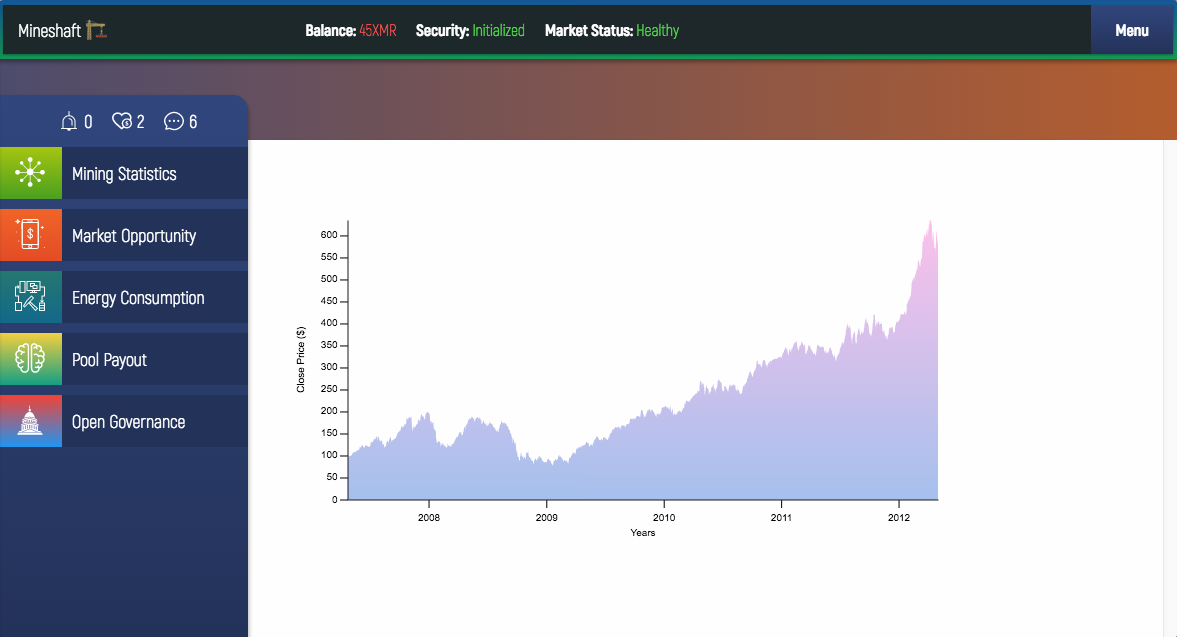 Mineshaft
Balance: 45XMR Security: Initialized Market Status: Healthy
Menu
0 2 6
Mining Statistics
Market Opportunity
Energy Consumption
Pool Payout
Open Governance
Close Price ($)
600
550
500
450
400
350
300
250
200
150
100
50
0
2008 2009 2010 2011 2012
Years